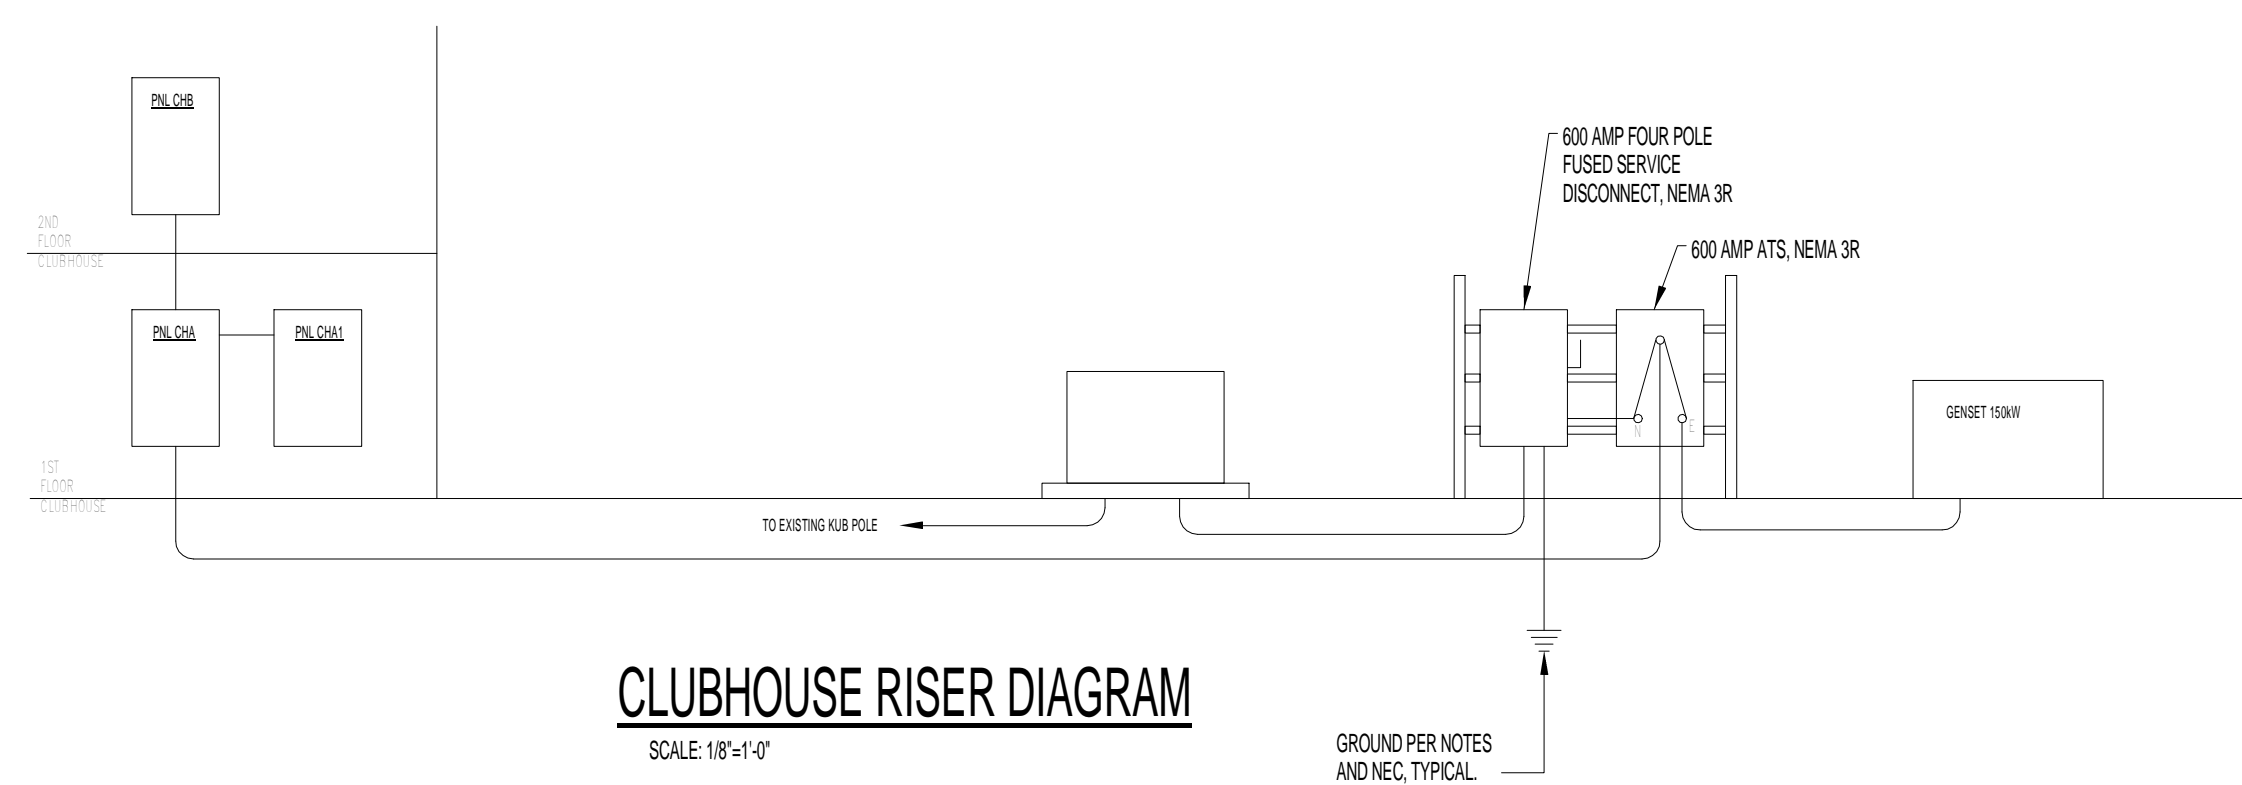 PNL CHB
2ND
FLOOR
CLUBHOUSE
PNL CHA
PNL CHA1
1ST
FLOOR
CLUBHOUSE
TO EXISTING KUB POLE
600 AMP FOUR POLE
FUSED SERVICE
DISCONNECT, NEMA 3R
600 AMP ATS, NEMA 3R
N
E
GENSET 150kW
CLUBHOUSE RISER DIAGRAM
SCALE: 1/8"=1'-0"
GROUND PER NOTES
AND NEC, TYPICAL.